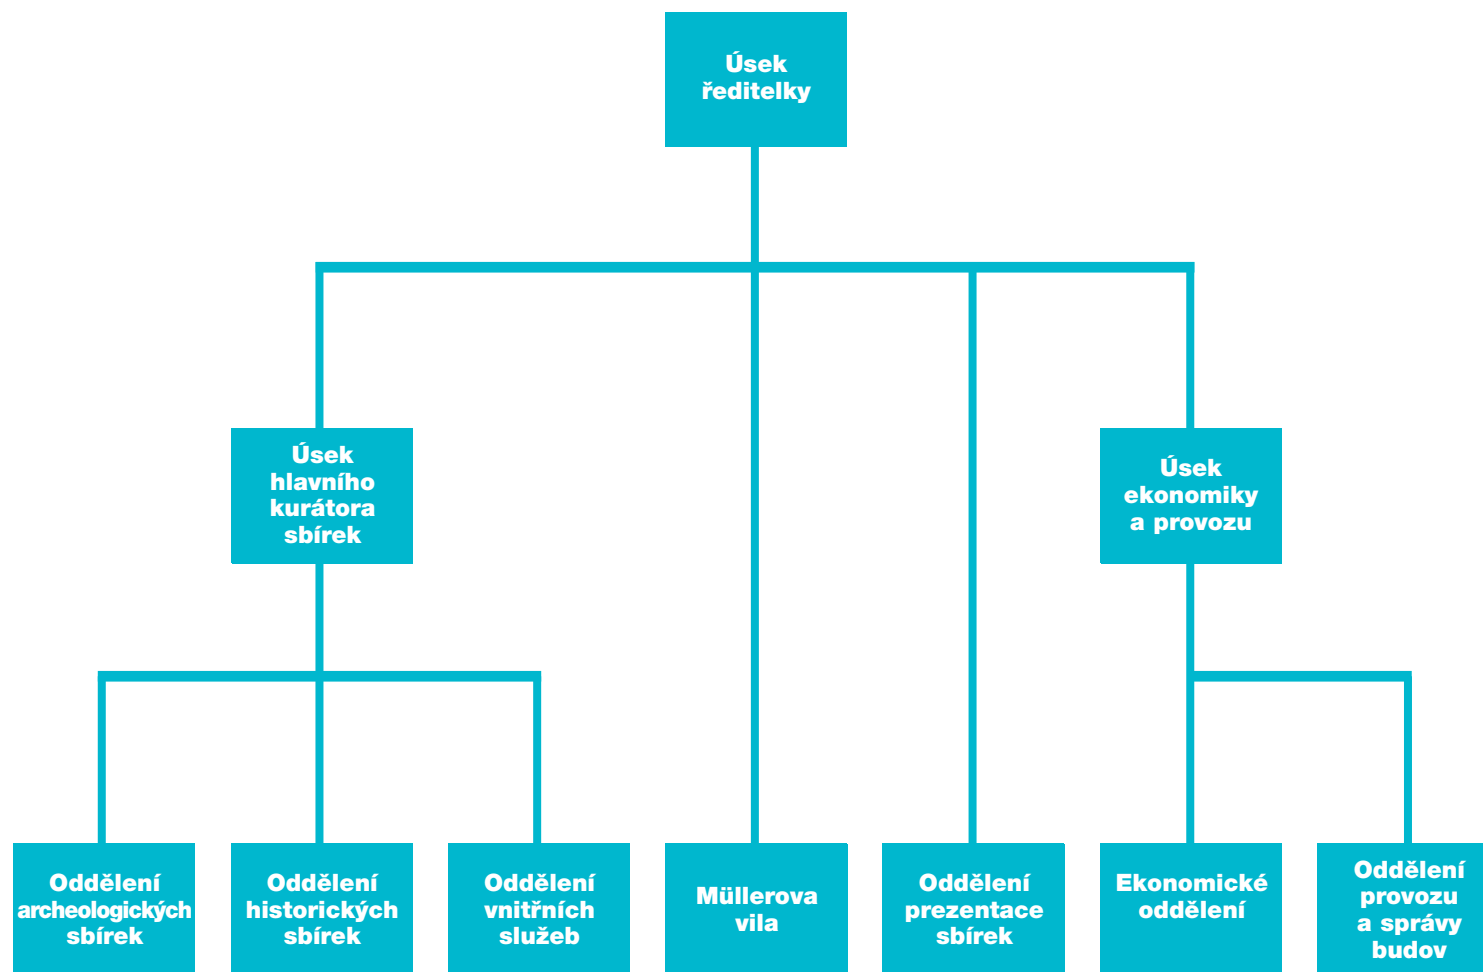 Úsek
ředitelky
Úsek
hlavního
kurátora
sbírek
Úsek
ekonomiky
a provozu
Oddělení
archeologických
sbírek
Oddělení
historických
sbírek
Oddělení
vnitřních
služeb
Müllerova
vila
Oddělení
prezentace
sbírek
Ekonomické
oddělení
Oddělení
provozu
a správy
budov